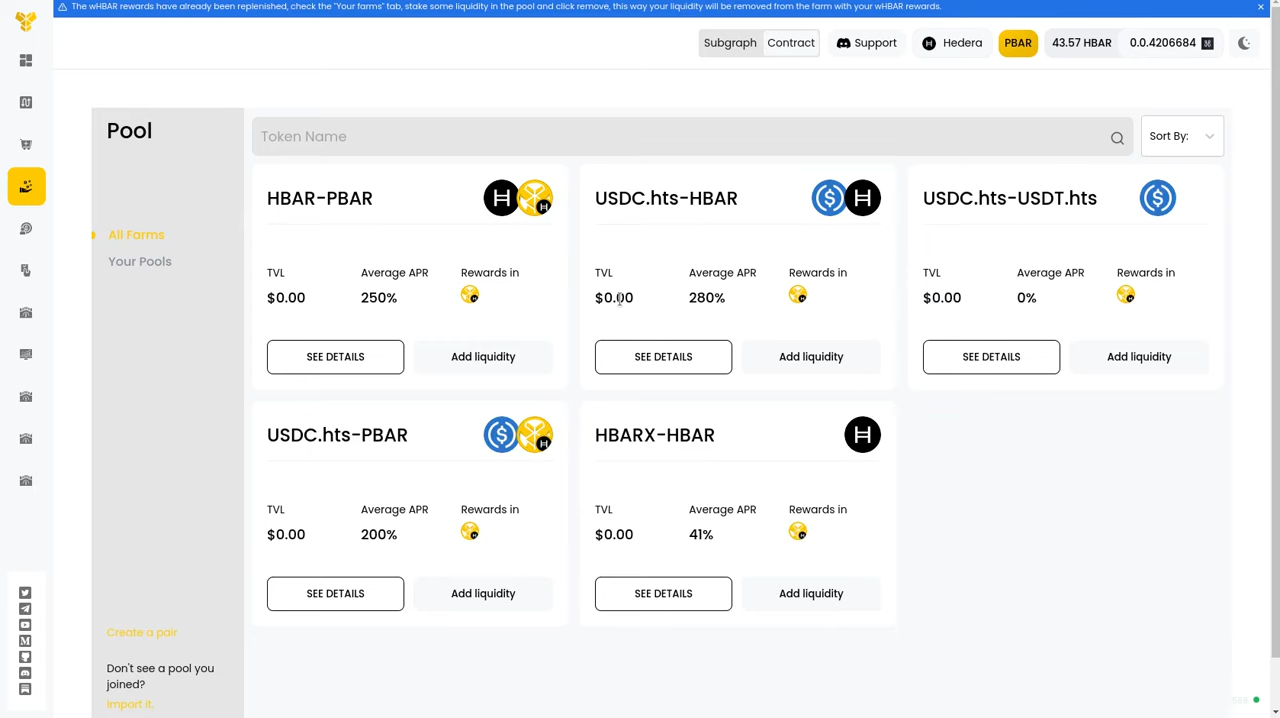 The wHBAR rewards have already been replenished, check the "Your farms" tab, stake some liquidity in the pool and click remove, this way your liquidity will be removed from the farm with your wHBAR rewards.
Subgraph Contract Support Hedera PBAR 43.57 HBAR 0.0.4206684
Pool
Token Name
Sort By:
All Farms
Your Pools
HBAR-PBAR
TVL Average APR Rewards in
$0.00 250%
SEE DETAILS Add liquidity
USDC.hts-HBAR
TVL Average APR Rewards in
$0.00 280%
SEE DETAILS Add liquidity
USDC.hts-USDT.hts
TVL Average APR Rewards in
$0.00 0%
SEE DETAILS Add liquidity
USDC.hts-PBAR
TVL Average APR Rewards in
$0.00 200%
SEE DETAILS Add liquidity
HBARX-HBAR
TVL Average APR Rewards in
$0.00 41%
SEE DETAILS Add liquidity
Create a pair
Don't see a pool you
joined?
Import it.